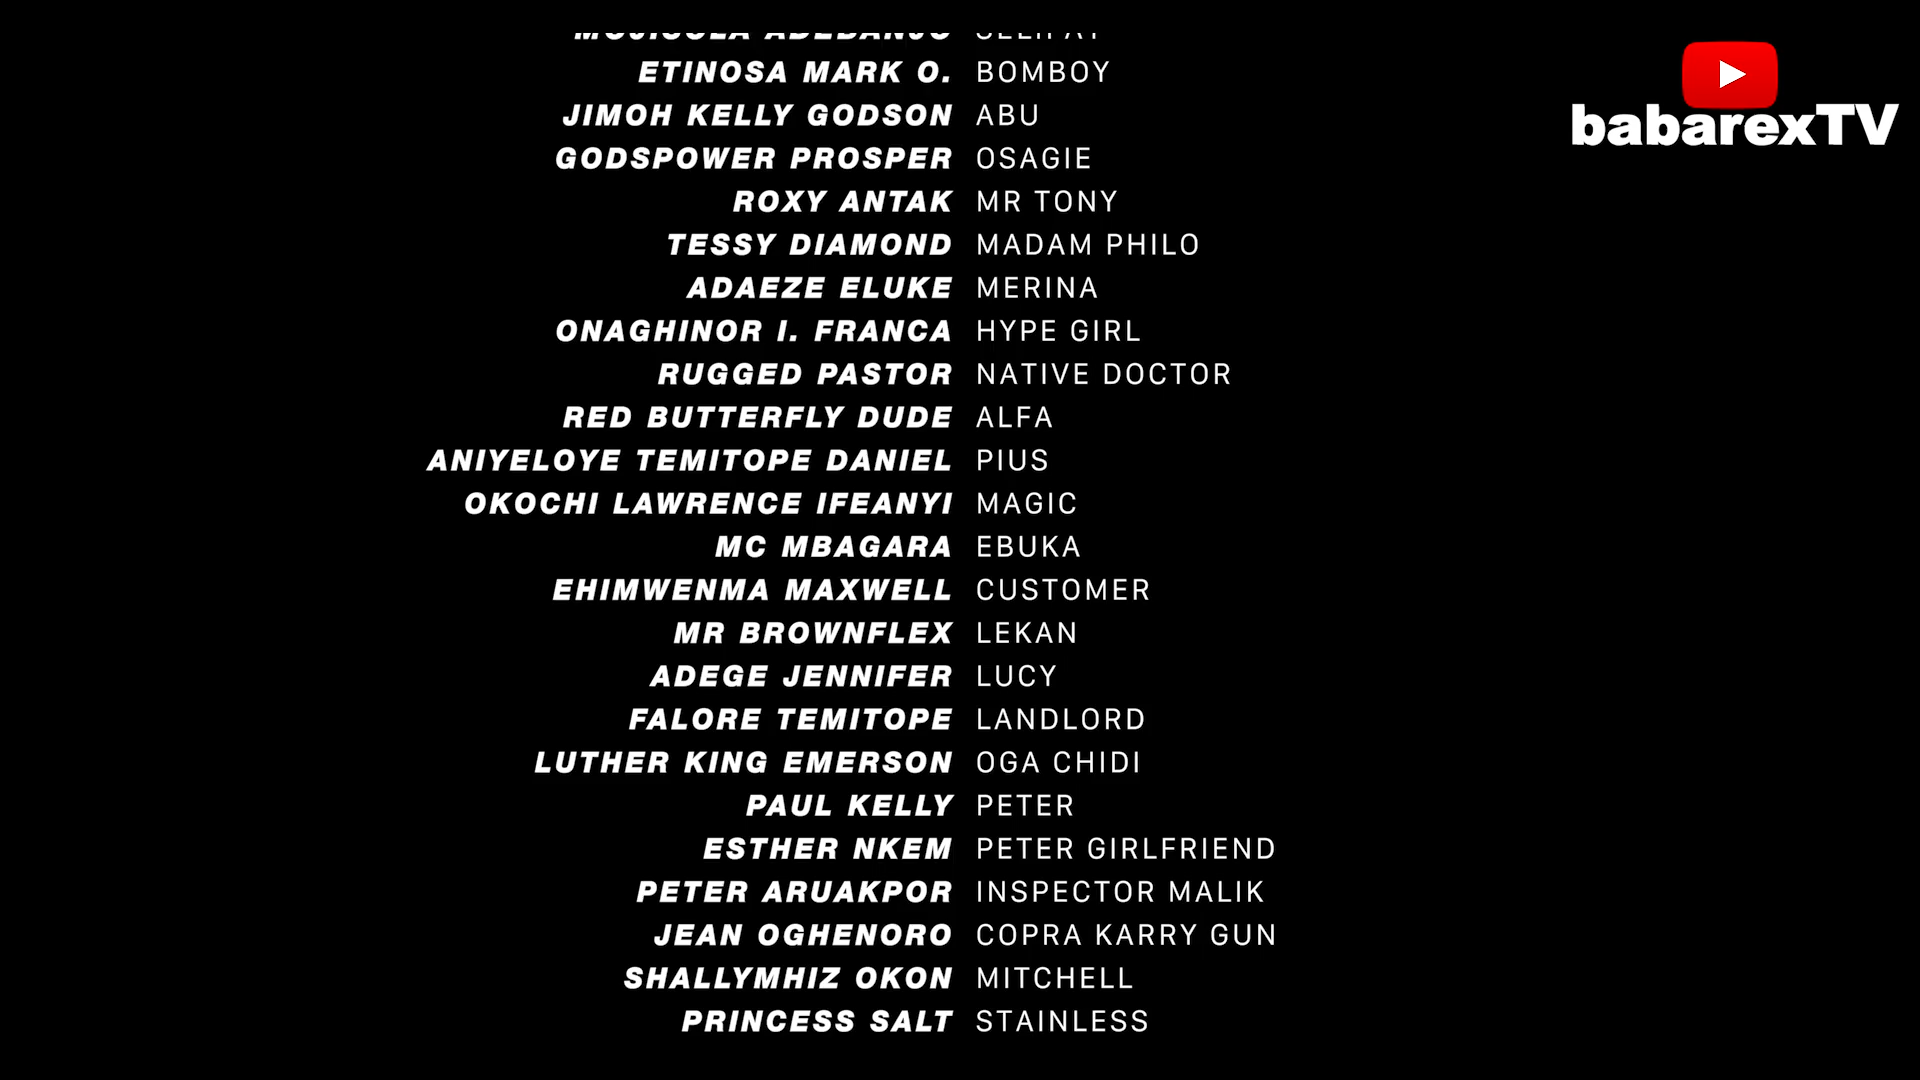 ETINOSA MARK O. BOMBOY
JIMOH KELLY GODSON ABU
GODSPOWER PROSPER OSAGIE
ROXY ANTAK MR TONY
TESSY DIAMOND MADAM PHILO
ADAEZE ELUKE MERINA
ONAGHINOR I. FRANCA HYPE GIRL
RUGGED PASTOR NATIVE DOCTOR
RED BUTTERFLY DUDE ALFA
ANIYELOYE TEMITOPE DANIEL PIUS
OKOCHI LAWRENCE IFEANYI MAGIC
MC MBAGARA EBUKA
EHIMWENMA MAXWELL CUSTOMER
MR BROWNFLEX LEKAN
ADEGE JENNIFER LUCY
FALORE TEMITOPE LANDLORD
LUTHER KING EMERSON OGA CHIDI
PAUL KELLY PETER
ESTHER NKEM PETER GIRLFRIEND
PETER ARUAKPOR INSPECTOR MALIK
JEAN OGHENORO COPRA KARRY GUN
SHALLYMHIZ OKON MITCHELL
PRINCESS SALT STAINLESS
babarexTV